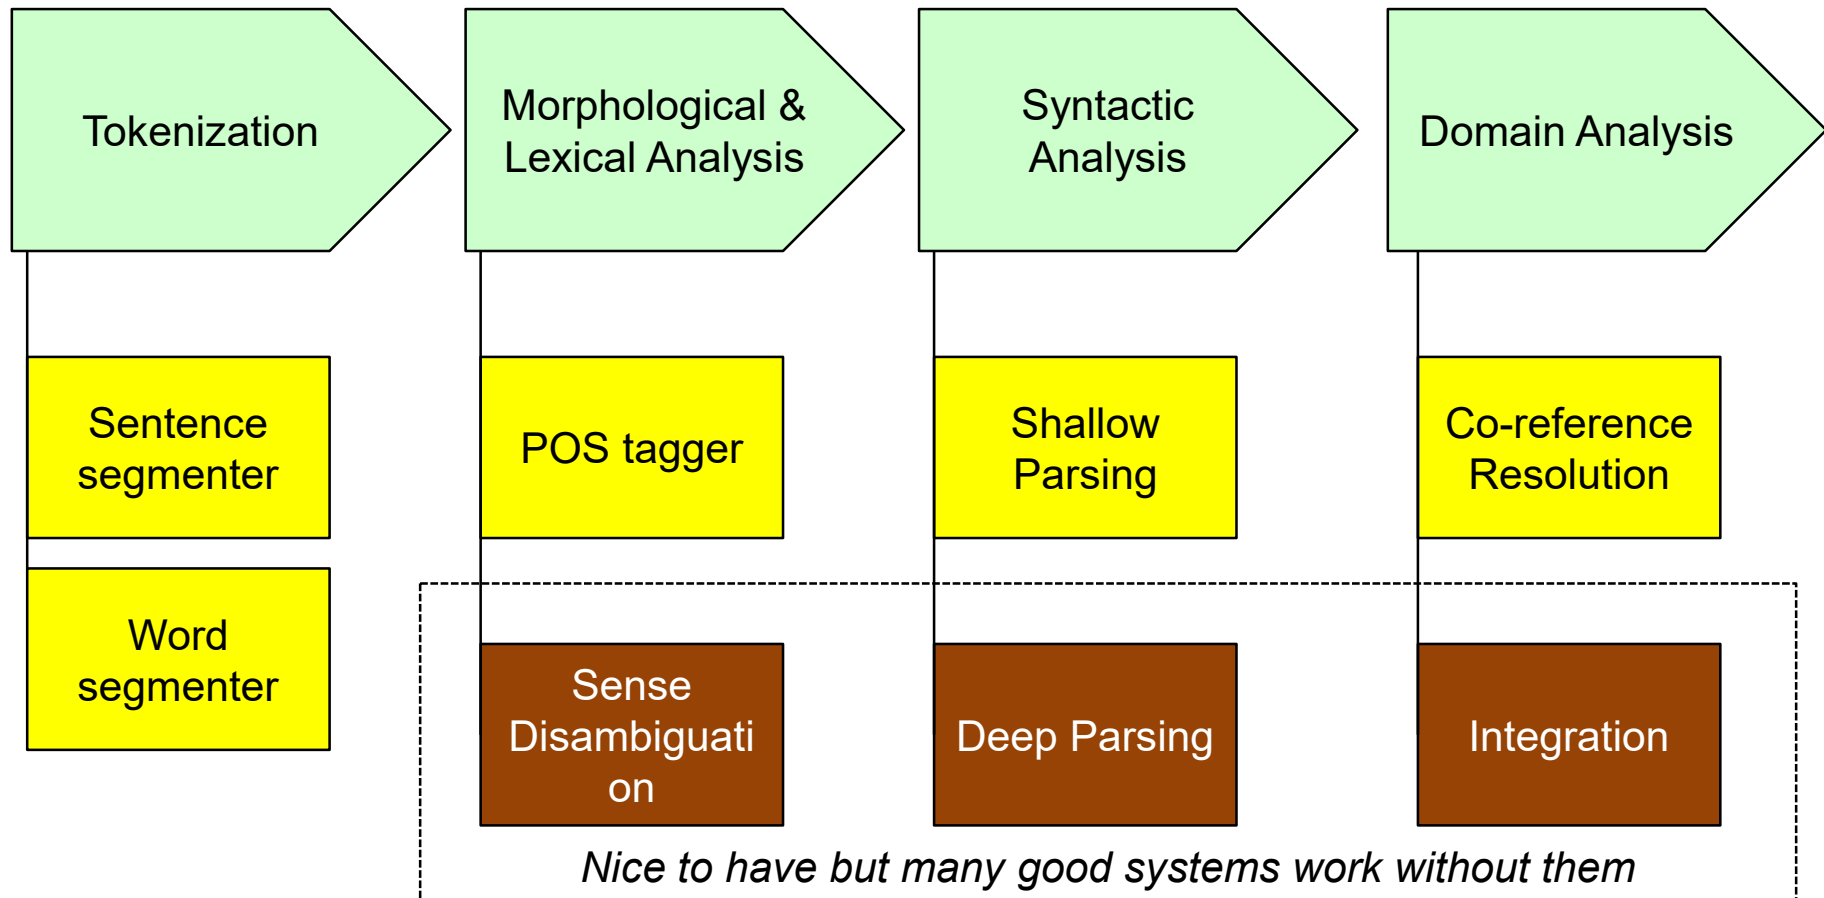 Tokenization
Morphological &
Lexical Analysis
Syntactic
Analysis
Domain Analysis
Sentence
segmenter
POS tagger
Shallow
Parsing
Co-reference
Resolution
Word
segmenter
Sense
Disambiguati
on
Deep Parsing
Integration
Nice to have but many good systems work without them